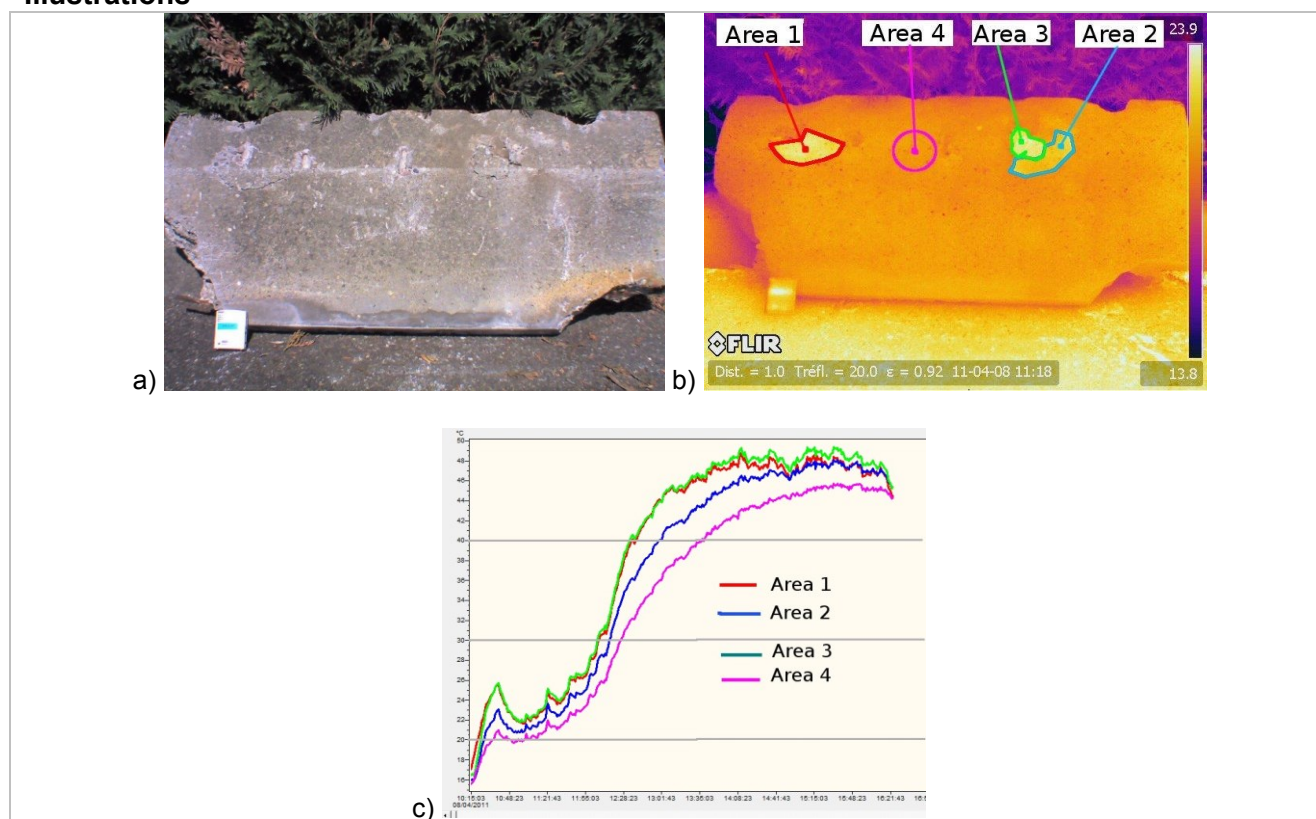 Illustrations
Area 1
Area 4
Area 3
Area 2
23.9
FLIR
Dist. = 1.0 Tréfl. = 20.0 ε = 0.92 11-04-08 11:18
13.8
a)
b)
°C
50
48
46
44
42
40
38
36
34
32
30
28
26
24
22
20
18
16
Area 1
Area 2
Area 3
Area 4
10:15:03 10:48:23 11:21:43 11:55:03 12:28:23 13:01:43 13:35:03 14:08:23 14:41:43 15:15:03 15:48:23 16:21:43
08/04/2011
c)